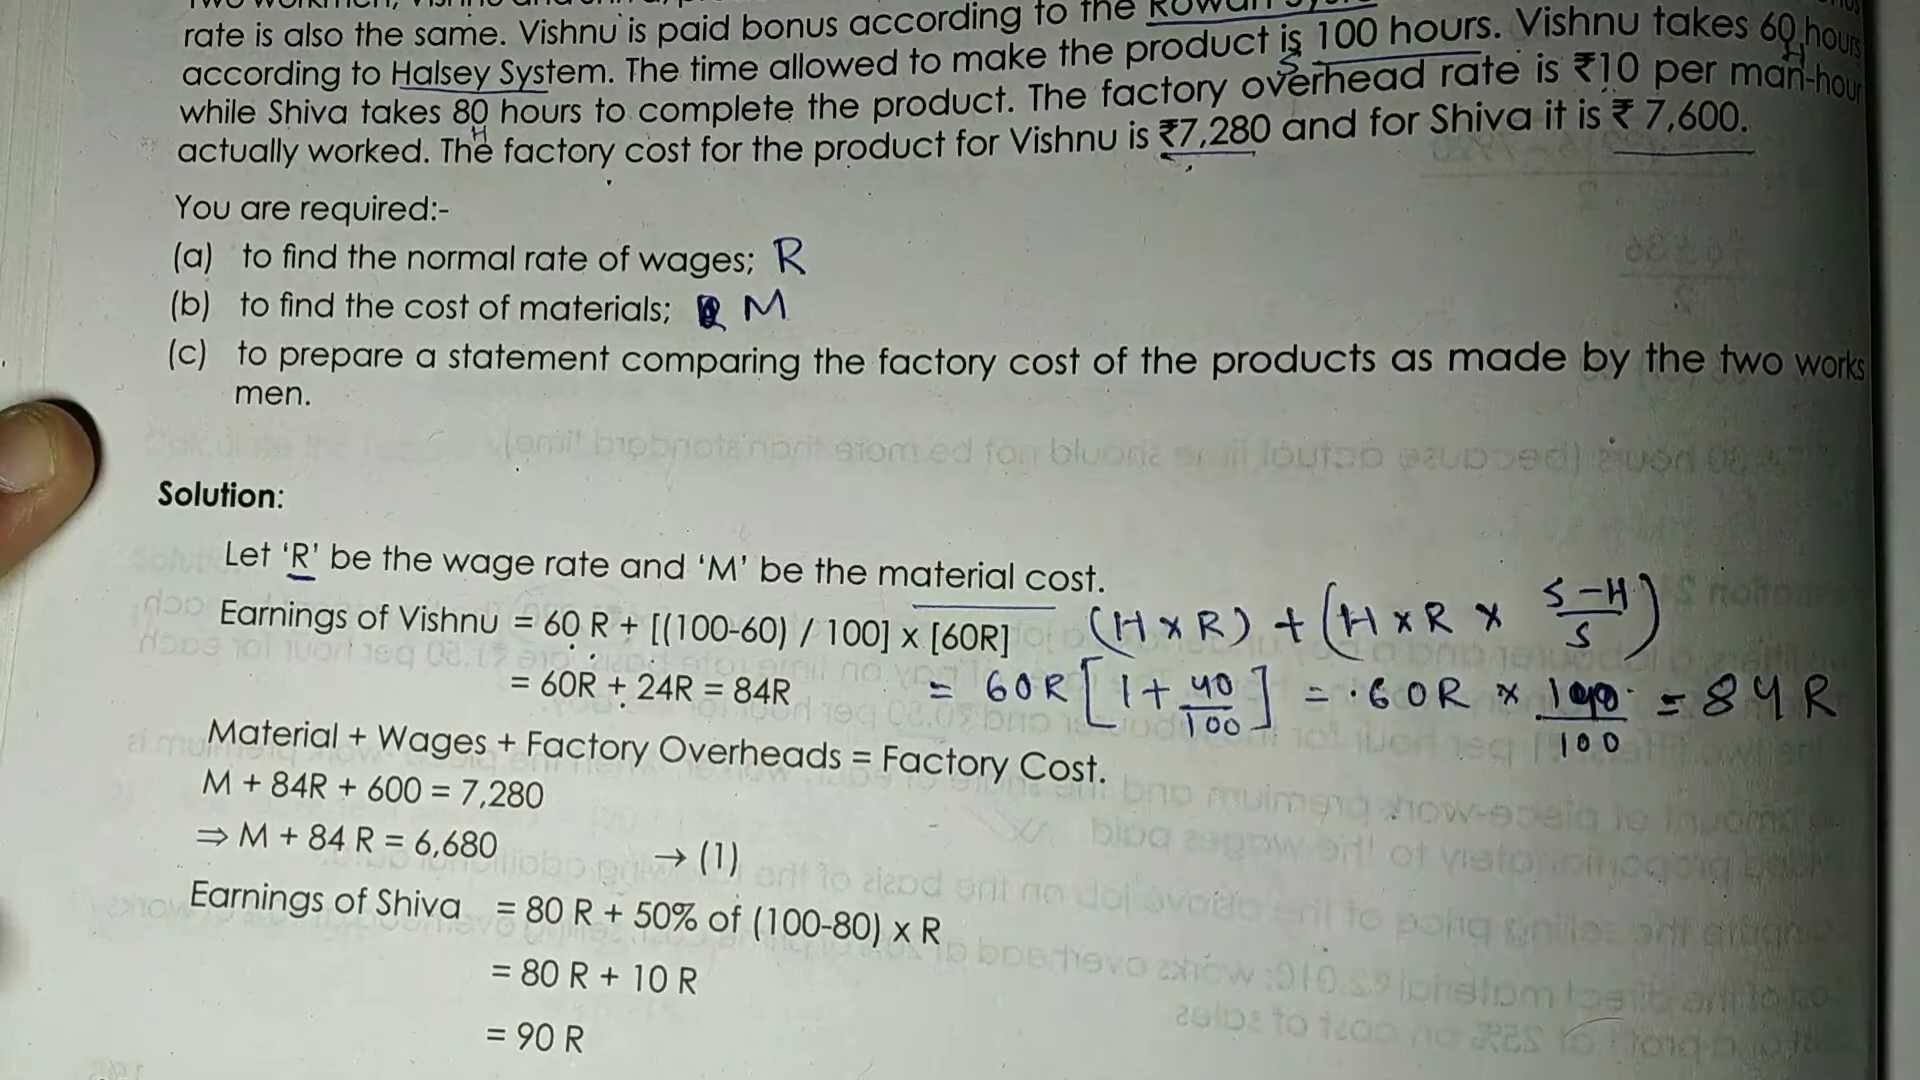 rate is also the same. Vishnu is paid bonus according to the Rowan
according to Halsey System. The time allowed to make the product is 100 hours. Vishnu takes 60 hours
while Shiva takes 80 hours to complete the product. The factory overhead rate is ₹10 per man-hour
actually worked. The factory cost for the product for Vishnu is ₹7,280 and for Shiva it is ₹ 7,600.
S
H
H
You are required:-
(a) to find the normal rate of wages; R
(b) to find the cost of materials; M
(c) to prepare a statement comparing the factory cost of the products as made by the two works
men.
Solution:
Let 'R' be the wage rate and 'M' be the material cost.
Earnings of Vishnu = 60 R + [(100-60) / 100] x [60R] (H x R) + (H x R x S-H/S)
= 60R + 24R = 84R = 60R [1 + 40/100] = 60R x 140/100 = 84R
Material + Wages + Factory Overheads = Factory Cost.
M + 84R + 600 = 7,280
⇒ M + 84 R = 6,680 → (1)
Earnings of Shiva = 80 R + 50% of (100-80) x R
= 80 R + 10 R
= 90 R